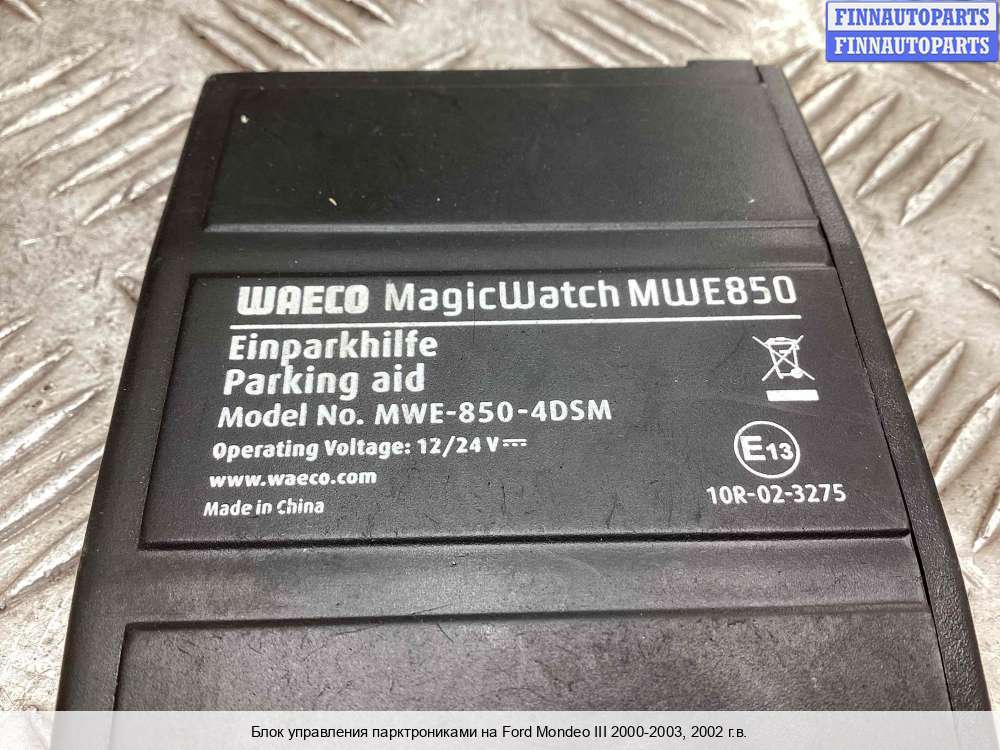 FINNAUTOPARTS
FINNAUTOPARTS
WAECO MagicWatch MWE850
Einparkhilfe
Parking aid
Model No. MWE-850-4DSM
Operating Voltage: 12/24 V
www.waeco.com
Made in China
E13
10R-02-3275
Блок управления парктрониками на Ford Mondeo III 2000-2003, 2002 г.в.